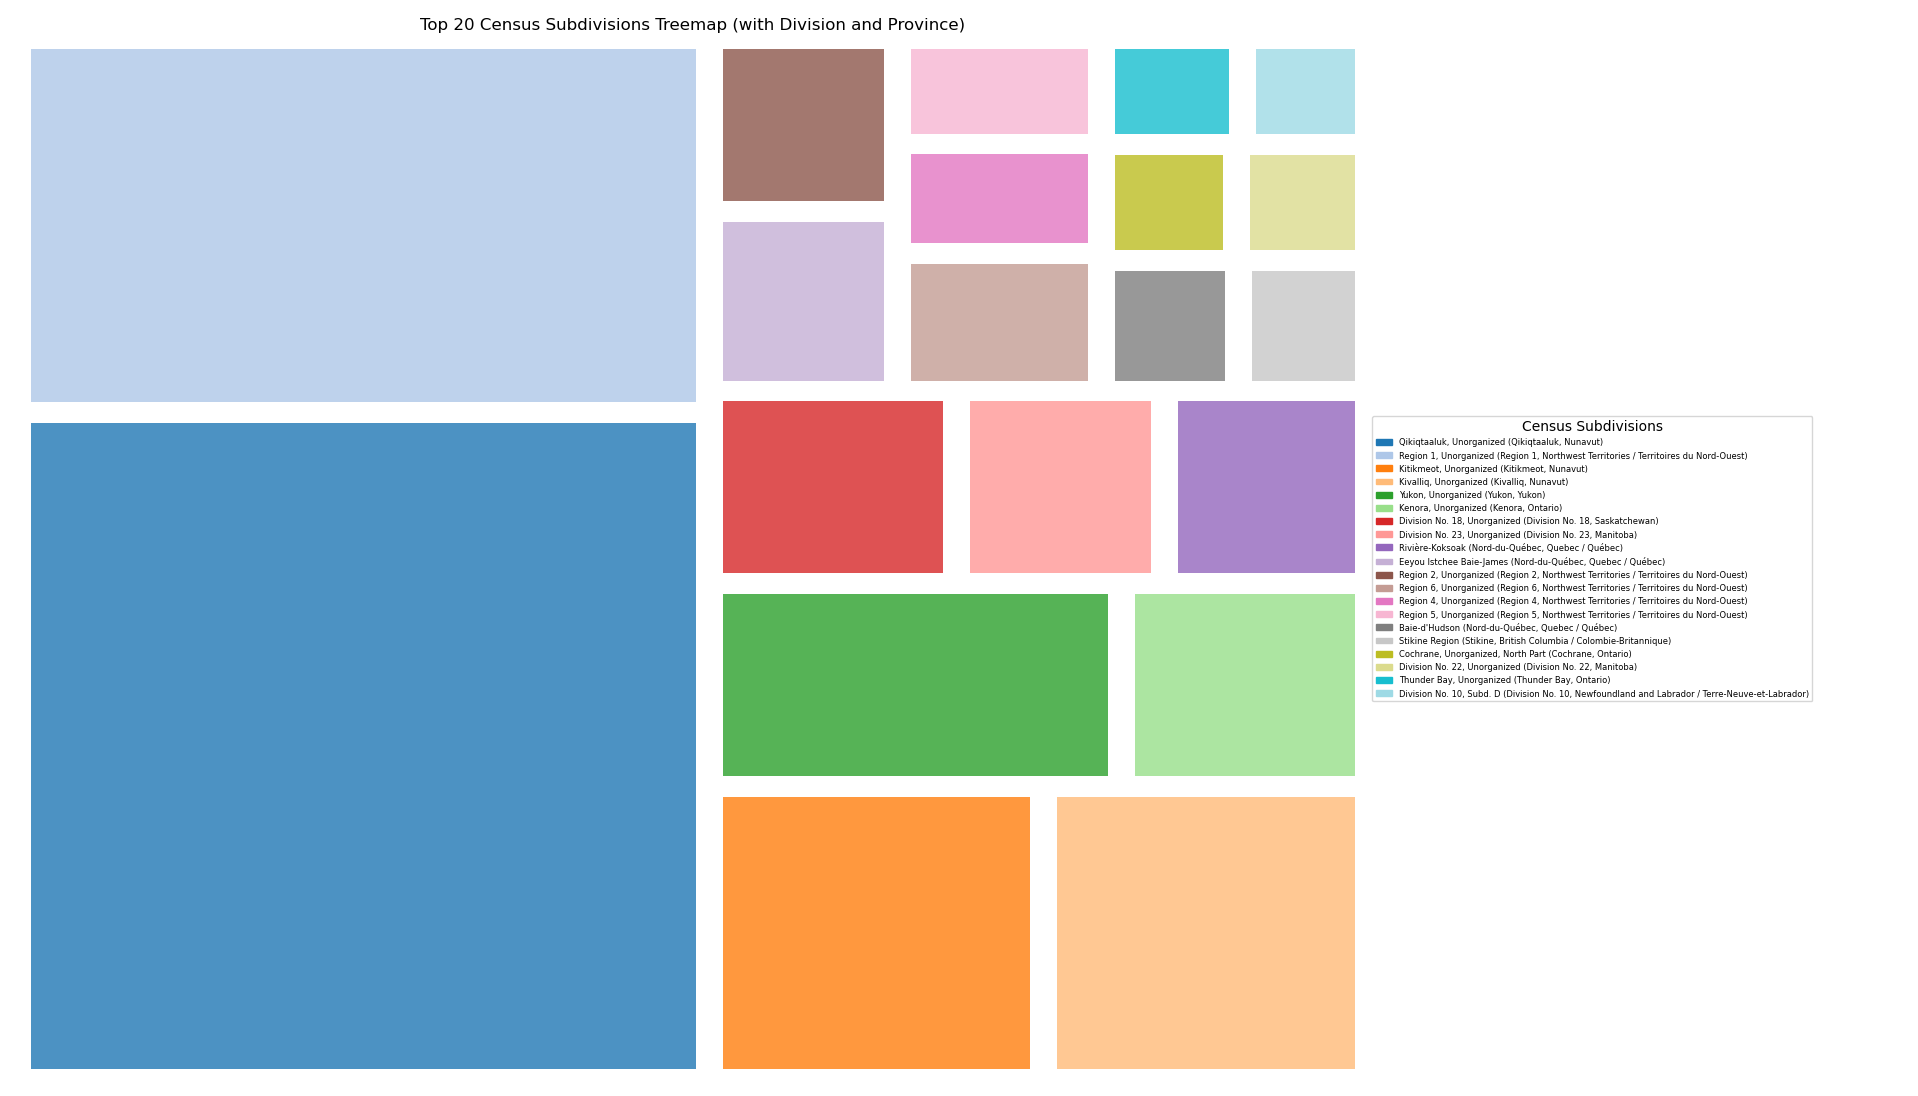 Top 20 Census Subdivisions Treemap (with Division and Province)
Census Subdivisions
Qikiqtaaluk, Unorganized (Qikiqtaaluk, Nunavut)
Region 1, Unorganized (Region 1, Northwest Territories / Territoires du Nord-Ouest)
Kitikmeot, Unorganized (Kitikmeot, Nunavut)
Kivalliq, Unorganized (Kivalliq, Nunavut)
Yukon, Unorganized (Yukon, Yukon)
Kenora, Unorganized (Kenora, Ontario)
Division No. 18, Unorganized (Division No. 18, Saskatchewan)
Division No. 23, Unorganized (Division No. 23, Manitoba)
Rivière-Koksoak (Nord-du-Québec, Quebec / Québec)
Eeyou Istchee Baie-James (Nord-du-Québec, Quebec / Québec)
Region 2, Unorganized (Region 2, Northwest Territories / Territoires du Nord-Ouest)
Region 6, Unorganized (Region 6, Northwest Territories / Territoires du Nord-Ouest)
Region 4, Unorganized (Region 4, Northwest Territories / Territoires du Nord-Ouest)
Region 5, Unorganized (Region 5, Northwest Territories / Territoires du Nord-Ouest)
Baie-d'Hudson (Nord-du-Québec, Quebec / Québec)
Stikine Region (Stikine, British Columbia / Colombie-Britannique)
Cochrane, Unorganized, North Part (Cochrane, Ontario)
Division No. 22, Unorganized (Division No. 22, Manitoba)
Thunder Bay, Unorganized (Thunder Bay, Ontario)
Division No. 10, Subd. D (Division No. 10, Newfoundland and Labrador / Terre-Neuve-et-Labrador)